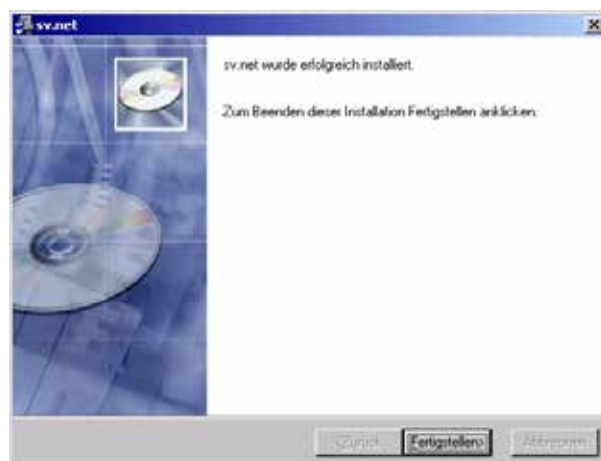 sv.net
sv.net wurde erfolgreich installiert.
Zum Beenden dieser Installation Fertigstellen anklicken.
<Zurück
Fertigstellen>
Abbrechen